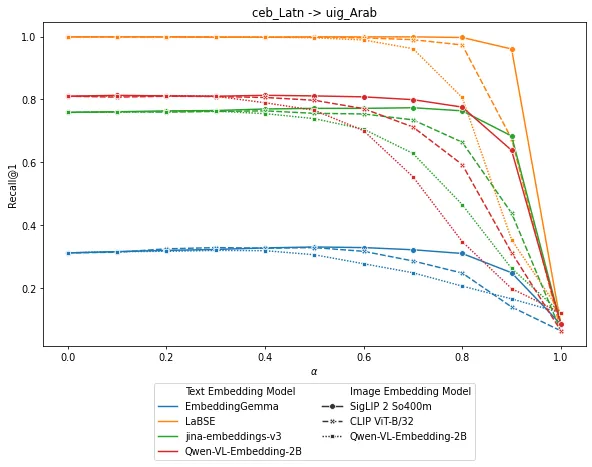 ceb_Latn -> uig_Arab
Recall@1
1.0
0.8
0.6
0.4
0.2
0.0 0.2 0.4 0.6 0.8 1.0
α
Text Embedding Model
EmbeddingGemma
LaBSE
jina-embeddings-v3
Qwen-VL-Embedding-2B
Image Embedding Model
SigLIP 2 So400m
CLIP ViT-B/32
Qwen-VL-Embedding-2B